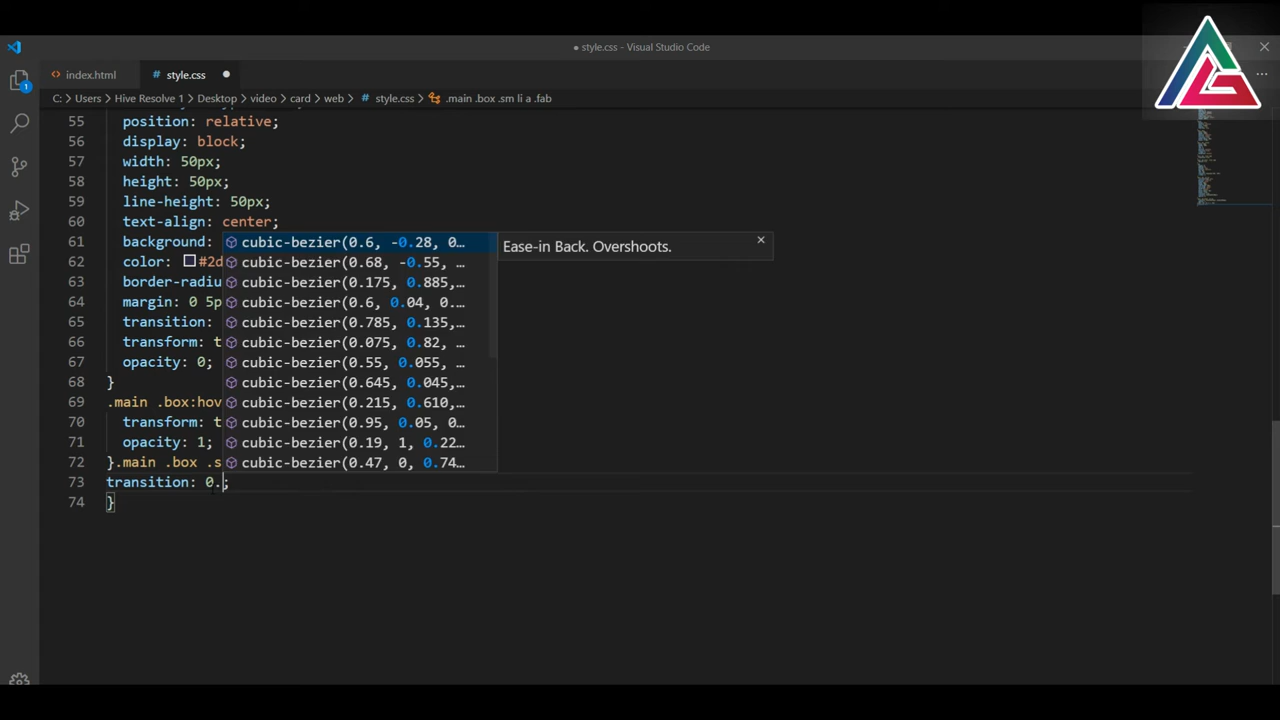 style.css - Visual Studio Code
index.html
# style.css
C: > Users > Hive Resolve 1 > Desktop > video > card > web > # style.css > .main .box .sm li a .fab
1
55 position: relative;
56 display: block;
57 width: 50px;
58 height: 50px;
59 line-height: 50px;
60 text-align: center;
61 background:
62 color: #2d
63 border-radiu
64 margin: 0 5p
65 transition:
66 transform: t
67 opacity: 0;
68 }
69 .main .box:hov
70 transform: t
71 opacity: 1;
72 }.main .box .s
73 transition: 0.;
74 }
cubic-bezier(0.6, -0.28, 0…
cubic-bezier(0.68, -0.55, …
cubic-bezier(0.175, 0.885,…
cubic-bezier(0.6, 0.04, 0.…
cubic-bezier(0.785, 0.135,…
cubic-bezier(0.075, 0.82, …
cubic-bezier(0.55, 0.055, …
cubic-bezier(0.645, 0.045,…
cubic-bezier(0.215, 0.610,…
cubic-bezier(0.95, 0.05, 0…
cubic-bezier(0.19, 1, 0.22…
cubic-bezier(0.47, 0, 0.74…
Ease-in Back. Overshoots.